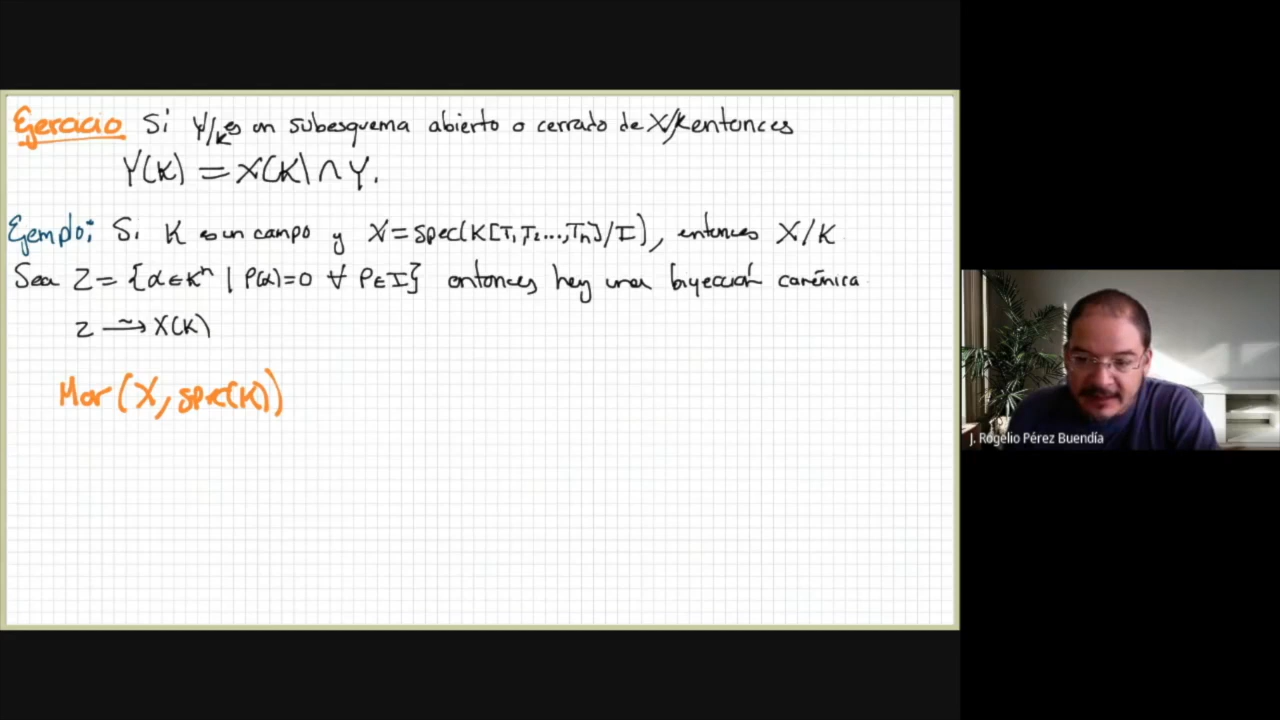 Ejercicio Si Y/K es un subesquema abierto o cerrado de X/K entonces
Y(K) = X(K) ∩ Y.
Ejemplo: Si K es un campo y X = Spec(K[T₁,T₂...,Tₙ]/I), entonces X/K
Sea Z = {α ∈ Kⁿ | P(α)=0 ∀ P∈I} entonces hay una biyección canónica
Z ⥲ X(K)
Mor(X, Spec(K))
J. Rogelio Pérez Buendía